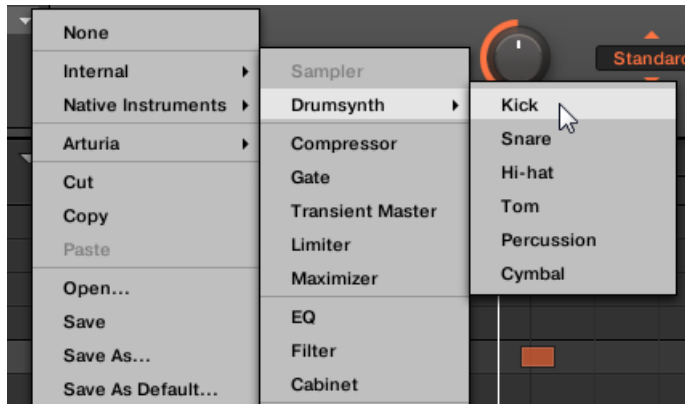 None
Internal
Native Instruments
Arturia
Cut
Copy
Paste
Open...
Save
Save As...
Save As Default...
Sampler
Drumsynth
Compressor
Gate
Transient Master
Limiter
Maximizer
EQ
Filter
Cabinet
Kick
Snare
Hi-hat
Tom
Percussion
Cymbal
Standard